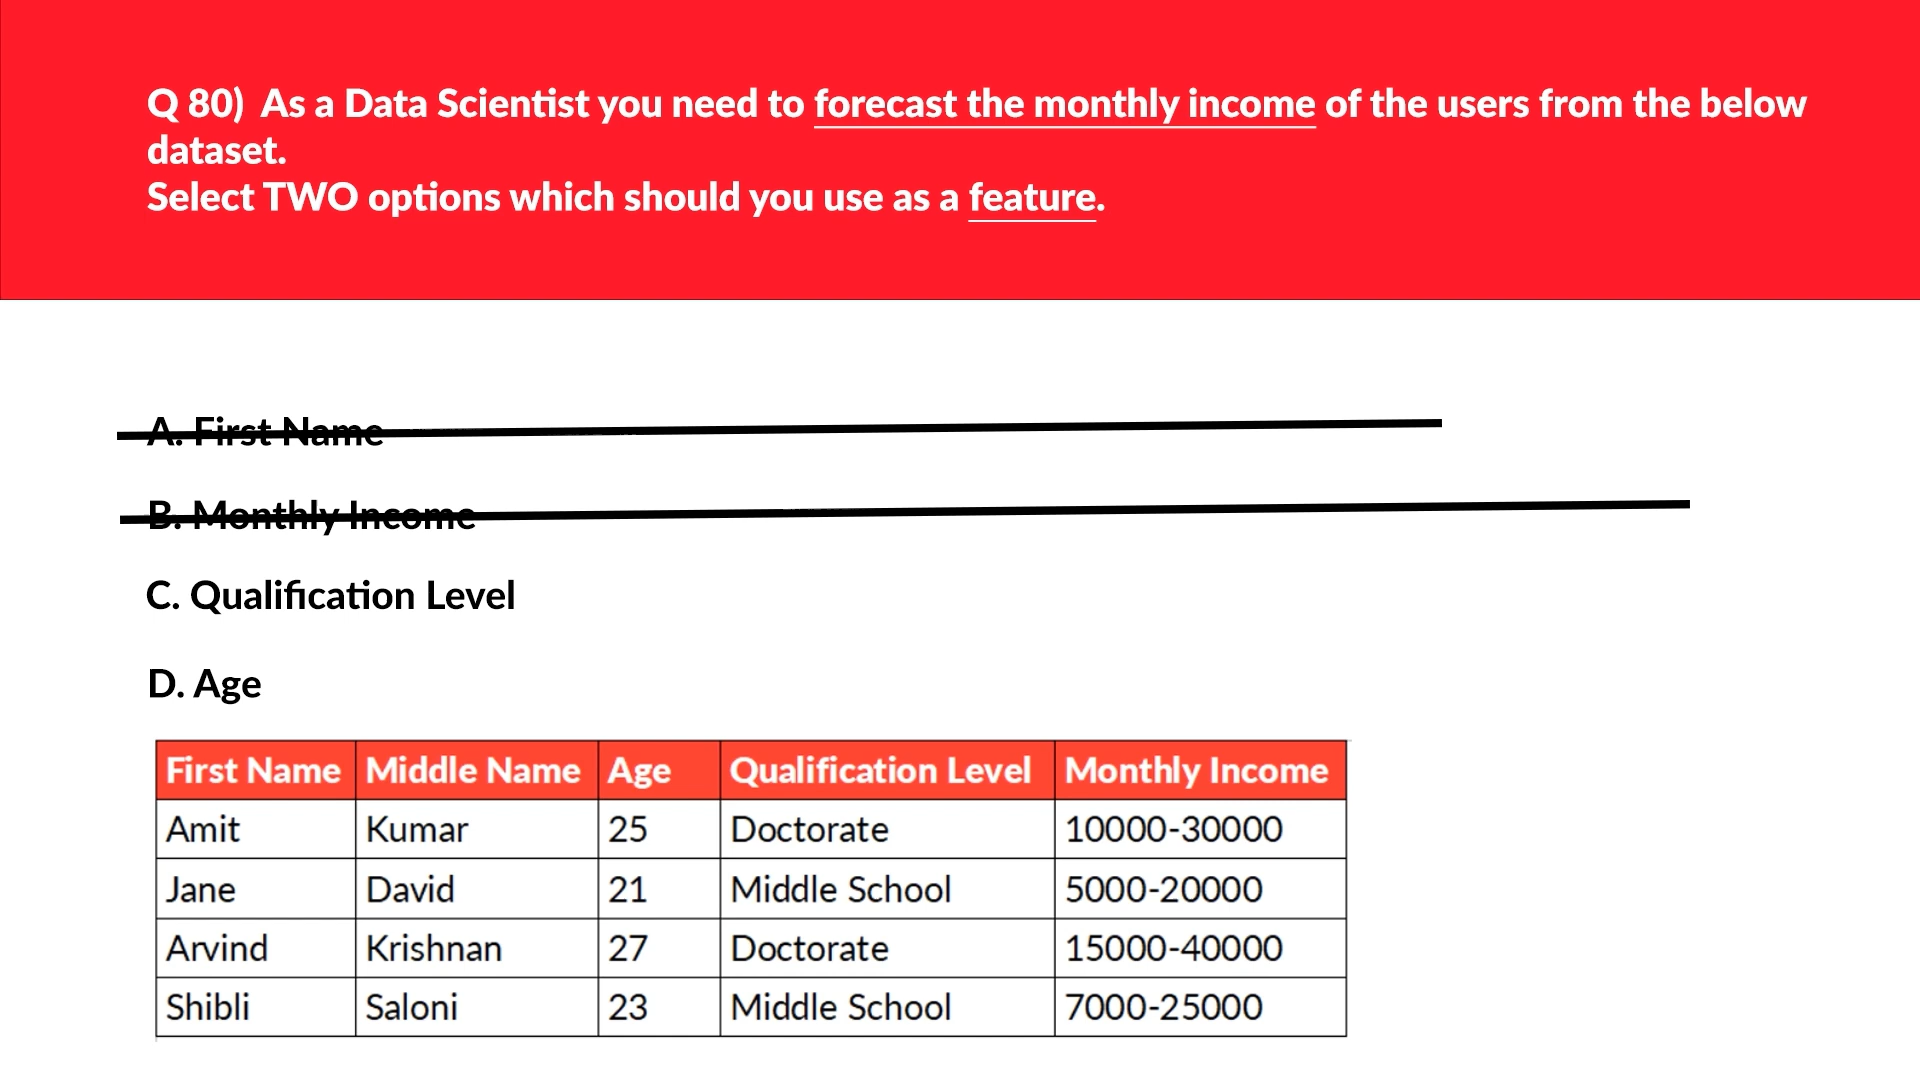 Q 80) As a Data Scientist you need to forecast the monthly income of the users from the below
dataset.
Select TWO options which should you use as a feature.
A. First Name
B. Monthly Income
C. Qualification Level
D. Age
First Name Middle Name Age Qualification Level Monthly Income
Amit Kumar 25 Doctorate 10000-30000
Jane David 21 Middle School 5000-20000
Arvind Krishnan 27 Doctorate 15000-40000
Shibli Saloni 23 Middle School 7000-25000